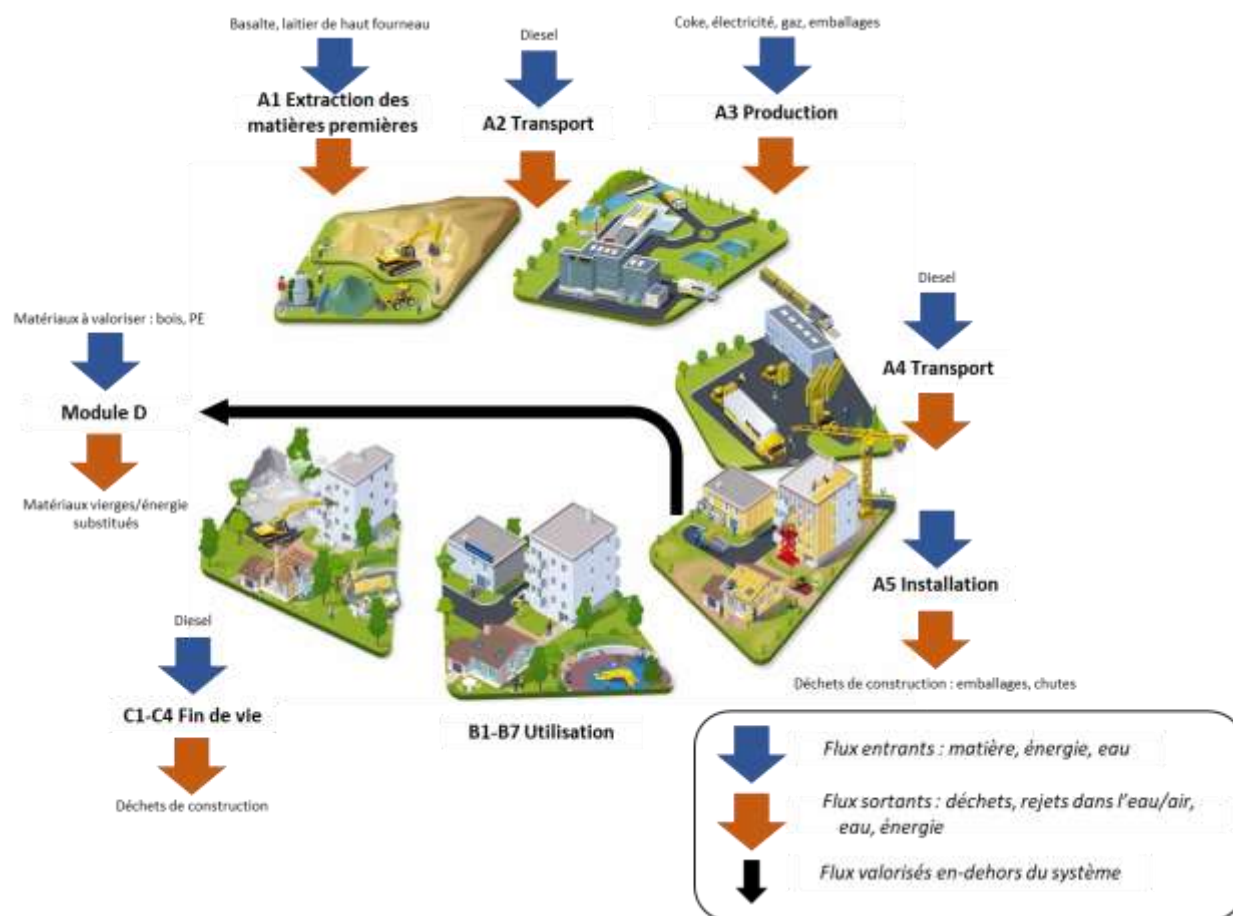 Basalte, laitier de haut fourneau
Diesel
Coke, électricité, gaz, emballages
A1 Extraction des
matières premières
A2 Transport
A3 Production
Diesel
A4 Transport
Matériaux à valoriser : bois, PE
Module D
Matériaux vierges/énergie
substitués
A5 Installation
Déchets de construction : emballages, chutes
Diesel
C1-C4 Fin de vie
Déchets de construction
B1-B7 Utilisation
Flux entrants : matière, énergie, eau
Flux sortants : déchets, rejets dans l'eau/air,
eau, énergie
Flux valorisés en-dehors du système